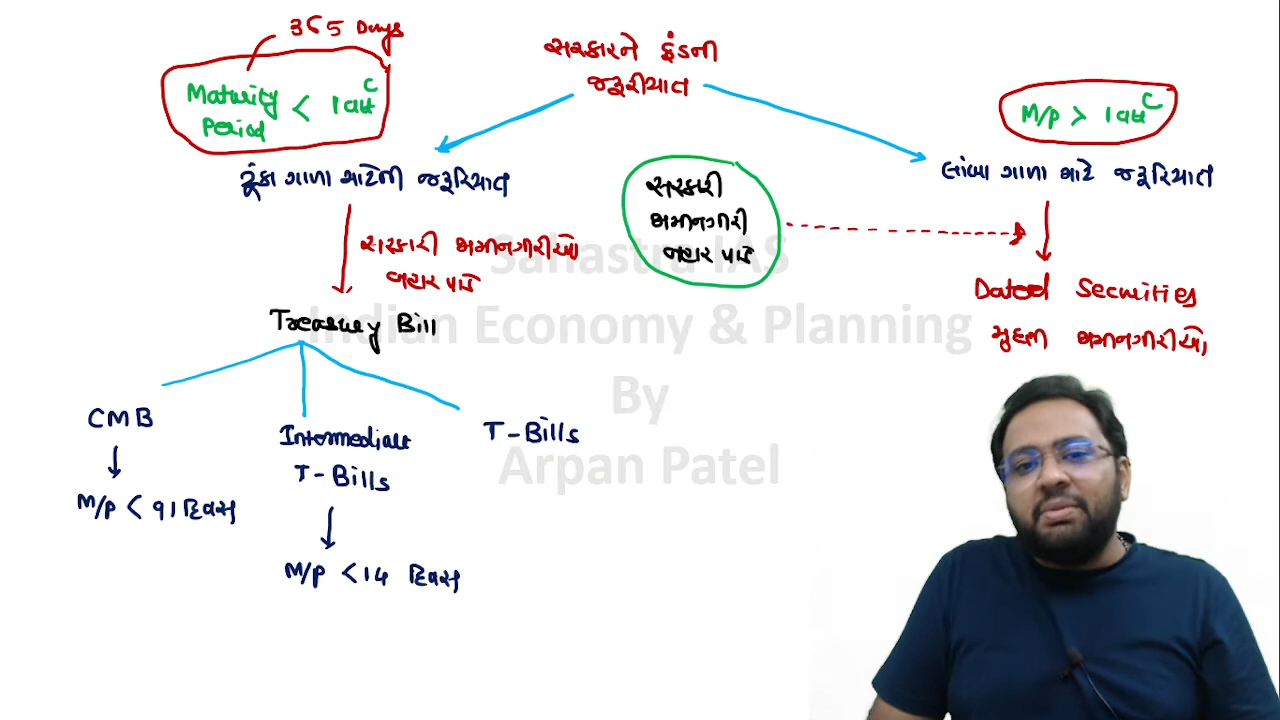 365 Days
સરકારને ફંડની
જરૂરીયાત
Maturity < 1 વર્ષ
Period
M/P > 1 વર્ષ
ટૂંકા ગાળા માટેની જરૂરિયાત
લાંબા ગાળા માટે જરૂરિયાત
સરકારી
જામીનગીરી
બહાર પાડે
સરકારી જામીનગીરીઓ
બહાર પાડે
Dated Securities
મુદ્દતી જામીનગીરીઓ
Treasury Bill
Sahastra IAS
Indian Economy & Planning
By
Arpan Patel
CMB
Intermediate
T-Bills
T-Bills
M/P < 91 દિવસ
M/P < 14 દિવસ